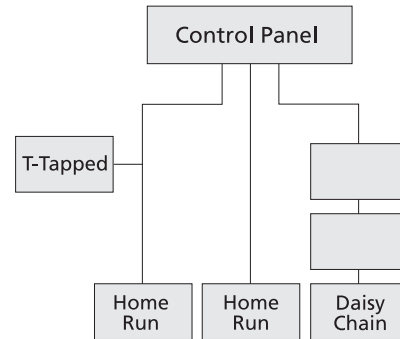 Control Panel
T-Tapped
Home
Run
Home
Run
Daisy
Chain